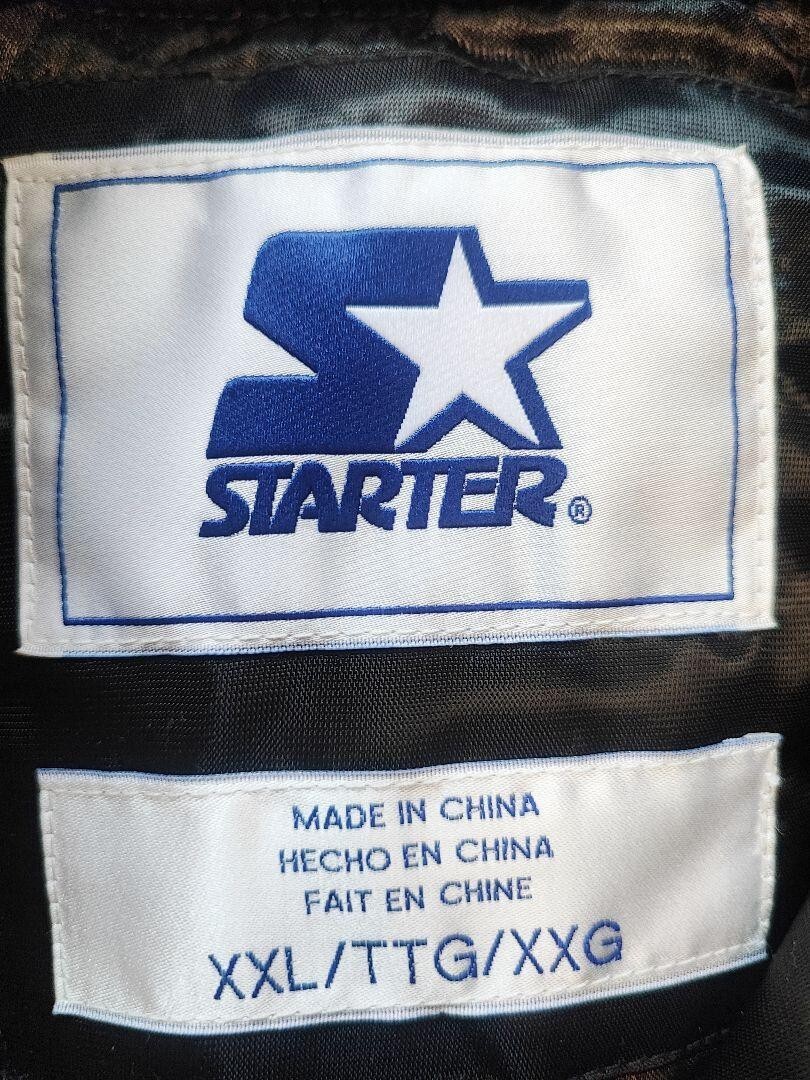 STARTER®
MADE IN CHINA
HECHO EN CHINA
FAIT EN CHINE
XXL/TTG/XXG